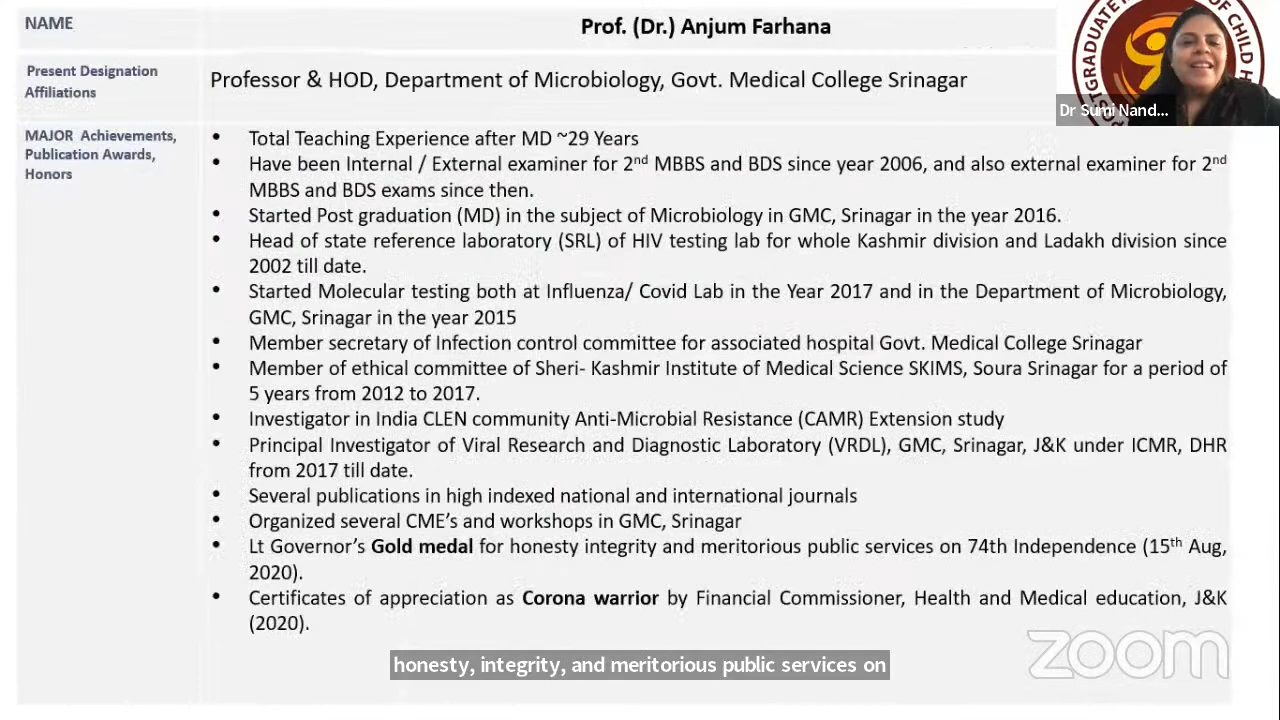 NAME
Prof. (Dr.) Anjum Farhana
Present Designation
Affiliations
Professor & HOD, Department of Microbiology, Govt. Medical College Srinagar
MAJOR Achievements,
Publication Awards,
Honors
• Total Teaching Experience after MD ~29 Years
• Have been Internal / External examiner for 2nd MBBS and BDS since year 2006, and also external examiner for 2nd
MBBS and BDS exams since then.
• Started Post graduation (MD) in the subject of Microbiology in GMC, Srinagar in the year 2016.
• Head of state reference laboratory (SRL) of HIV testing lab for whole Kashmir division and Ladakh division since
2002 till date.
• Started Molecular testing both at Influenza/ Covid Lab in the Year 2017 and in the Department of Microbiology,
GMC, Srinagar in the year 2015
• Member secretary of Infection control committee for associated hospital Govt. Medical College Srinagar
• Member of ethical committee of Sheri- Kashmir Institute of Medical Science SKIMS, Soura Srinagar for a period of
5 years from 2012 to 2017.
• Investigator in India CLEN community Anti-Microbial Resistance (CAMR) Extension study
• Principal Investigator of Viral Research and Diagnostic Laboratory (VRDL), GMC, Srinagar, J&K under ICMR, DHR
from 2017 till date.
• Several publications in high indexed national and international journals
• Organized several CME's and workshops in GMC, Srinagar
• Lt Governor's Gold medal for honesty integrity and meritorious public services on 74th Independence (15th Aug,
2020).
• Certificates of appreciation as Corona warrior by Financial Commissioner, Health and Medical education, J&K
(2020).
OF CHILD H
Dr Sumi Nand...
zoom
honesty, integrity, and meritorious public services on